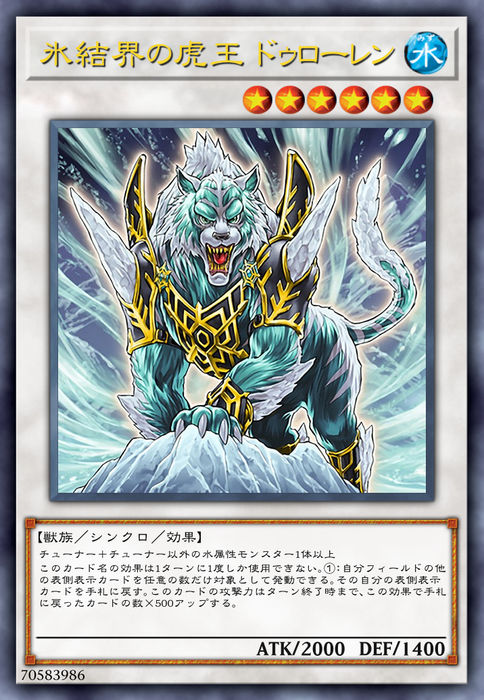 氷結界の虎王 ドゥローレン
みず
水
【獣族／シンクロ／効果】
チューナー＋チューナー以外の水属性モンスター1体以上
このカード名の効果は1ターンに1度しか使用できない。①:自分フィールドの他
の表側表示カードを任意の数だけ対象として発動できる。その自分の表側表示
カードを手札に戻す。このカードの攻撃力はターン終了時まで、この効果で手札
に戻ったカードの数×500アップする。
ATK/2000 DEF/1400
70583986